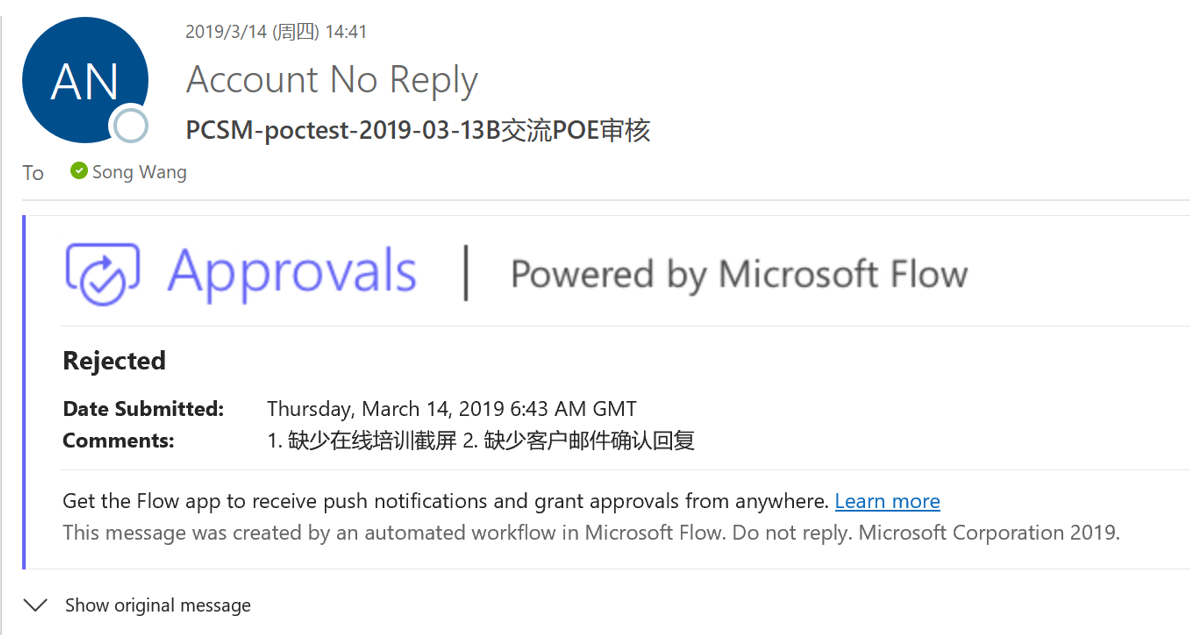 AN
2019/3/14 (周四) 14:41
Account No Reply
PCSM-poctest-2019-03-13B交流POE审核
To Song Wang
Approvals | Powered by Microsoft Flow
Rejected
Date Submitted: Thursday, March 14, 2019 6:43 AM GMT
Comments: 1. 缺少在线培训截屏 2. 缺少客户邮件确认回复
Get the Flow app to receive push notifications and grant approvals from anywhere. Learn more
This message was created by an automated workflow in Microsoft Flow. Do not reply. Microsoft Corporation 2019.
Show original message